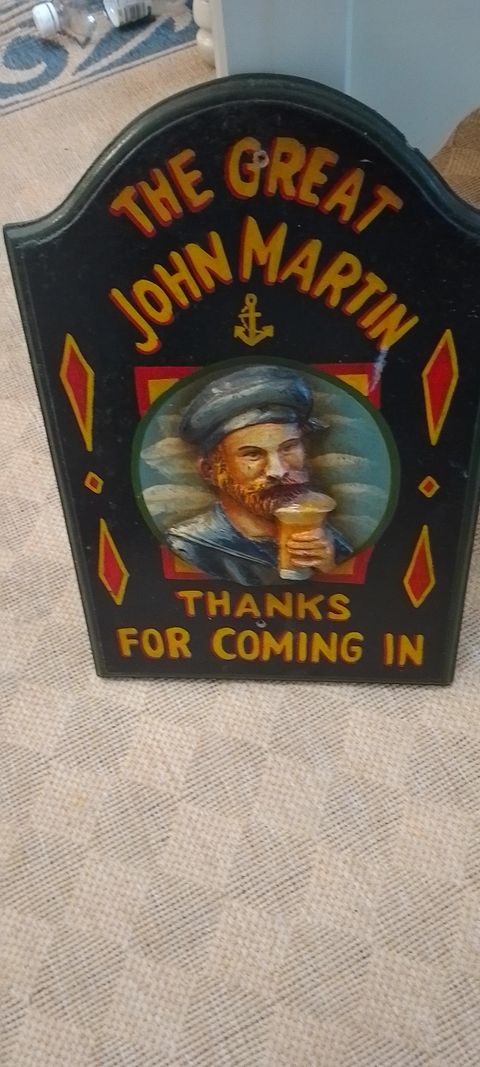 THE GREAT
JOHN MARTIN
THANKS
FOR COMING IN